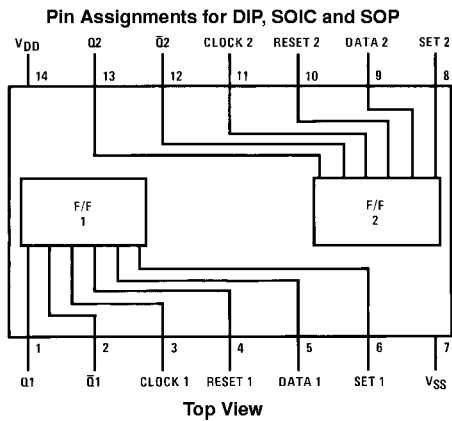 Pin Assignments for DIP, SOIC and SOP
VDD Q2 Q̅2 CLOCK 2 RESET 2 DATA 2 SET 2
14 13 12 11 10 9 8
F/F
1
F/F
2
1 2 3 4 5 6 7
Q1 Q̅1 CLOCK 1 RESET 1 DATA 1 SET 1 VSS
Top View